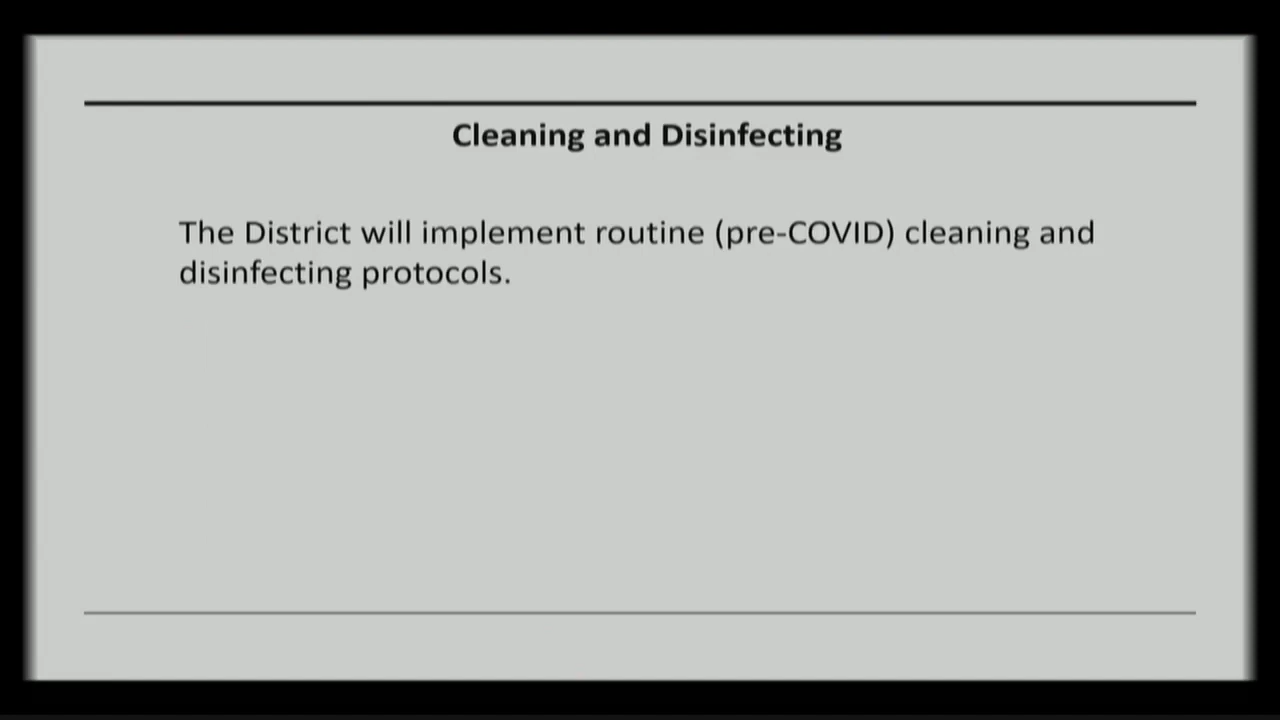 Cleaning and Disinfecting
The District will implement routine (pre-COVID) cleaning and
disinfecting protocols.